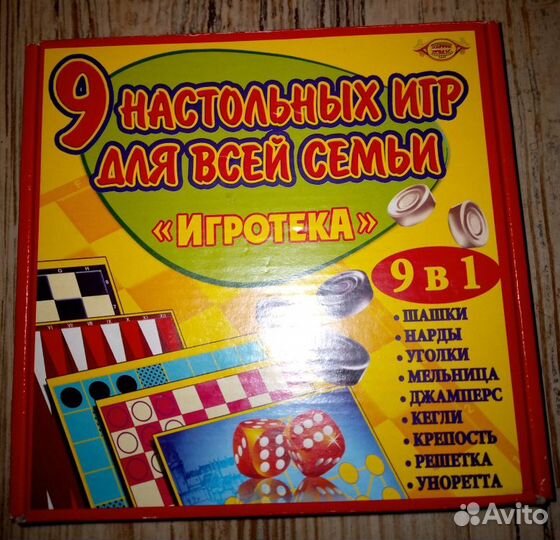 9 НАСТОЛЬНЫХ ИГР
ДЛЯ ВСЕЙ СЕМЬИ
«ИГРОТЕКА»
9 в 1
• ШАШКИ
• НАРДЫ
• УГОЛКИ
• МЕЛЬНИЦА
• ДЖАМПЕРС
• КЕГЛИ
• КРЕПОСТЬ
• РЕШЕТКА
• УНОРЕТТА
Avito